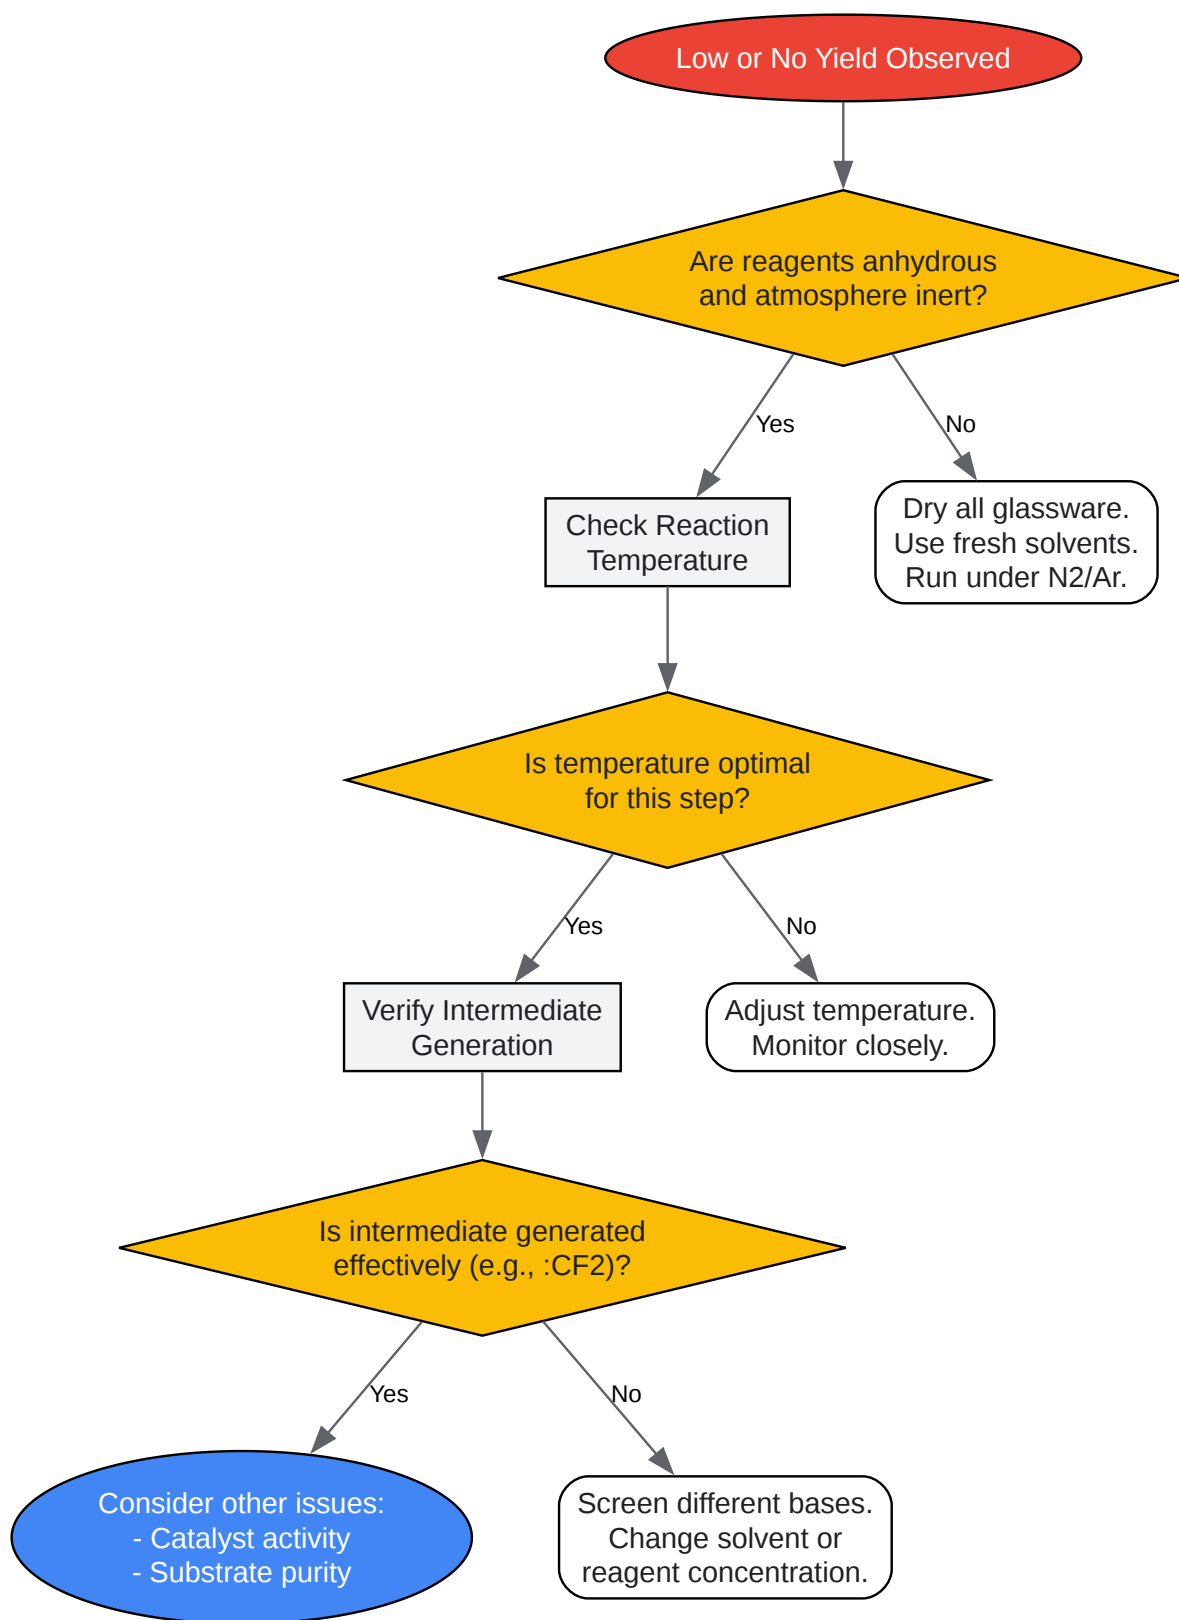 Low or No Yield Observed
Are reagents anhydrous
and atmosphere inert?
Yes
No
Check Reaction
Temperature
Dry all glassware.
Use fresh solvents.
Run under N2/Ar.
Is temperature optimal
for this step?
Yes
No
Verify Intermediate
Generation
Adjust temperature.
Monitor closely.
Is intermediate generated
effectively (e.g., :CF2)?
Yes
No
Consider other issues:
- Catalyst activity
- Substrate purity
Screen different bases.
Change solvent or
reagent concentration.